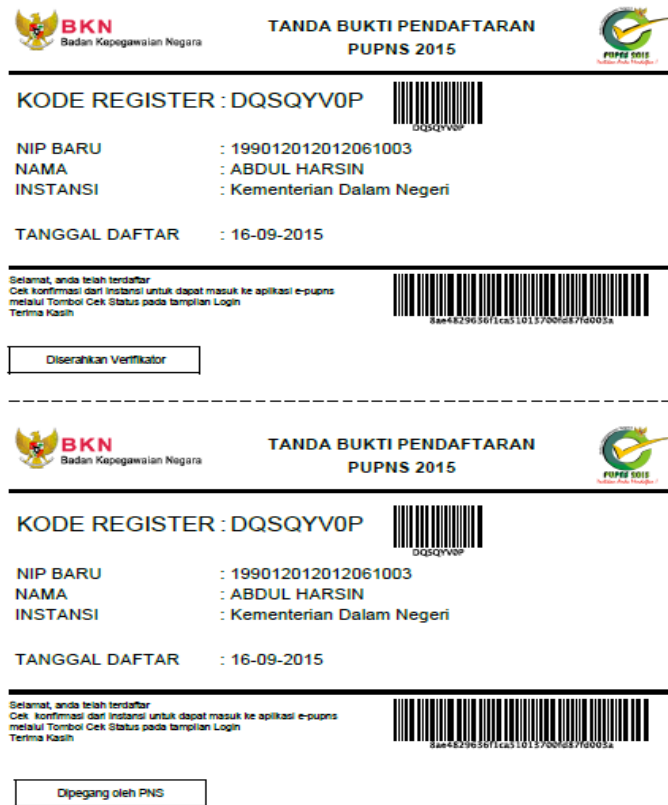 BKN
Badan Kepegawaian Negara
TANDA BUKTI PENDAFTARAN
PUPNS 2015
PUPNS 2015
KODE REGISTER : DQSQYV0P
DQSQYV0P
NIP BARU : 199012012012061003
NAMA : ABDUL HARSIN
INSTANSI : Kementerian Dalam Negeri
TANGGAL DAFTAR : 16-09-2015
Selamat, anda telah terdaftar
Cek konfirmasi dari instansi untuk dapat masuk ke aplikasi e-pupns
melalui Tombol Cek Status pada tampilan Login
Terima Kasih
8ae4829636f1ca51013700fd87fd003a
Diserahkan Verifikator
BKN
Badan Kepegawaian Negara
TANDA BUKTI PENDAFTARAN
PUPNS 2015
PUPNS 2015
KODE REGISTER : DQSQYV0P
DQSQYV0P
NIP BARU : 199012012012061003
NAMA : ABDUL HARSIN
INSTANSI : Kementerian Dalam Negeri
TANGGAL DAFTAR : 16-09-2015
Selamat, anda telah terdaftar
Cek konfirmasi dari instansi untuk dapat masuk ke aplikasi e-pupns
melalui Tombol Cek Status pada tampilan Login
Terima Kasih
8ae4829636f1ca51013700fd87fd003a
Dipegang oleh PNS